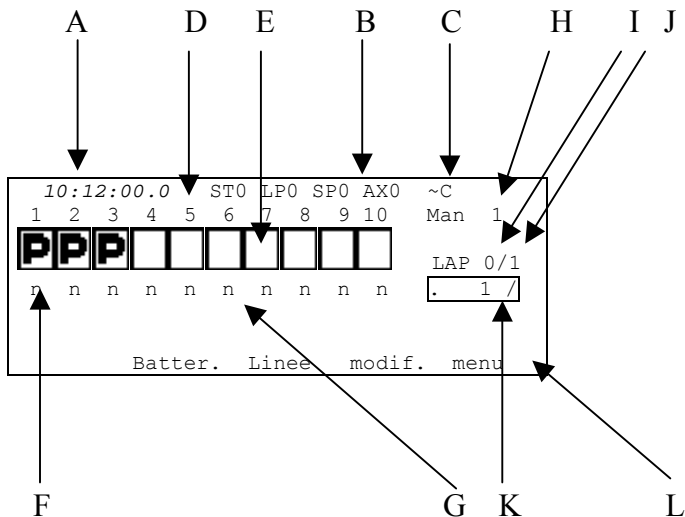 A D E B C H I J
10:12:00.0 ST0 LP0 SP0 AX0 ~C
1 2 3 4 5 6 7 8 9 10 Man 1
P P P
LAP 0/1
n n n n n n n n n n . 1 /
Batter. Linee modif. menu
F G K L